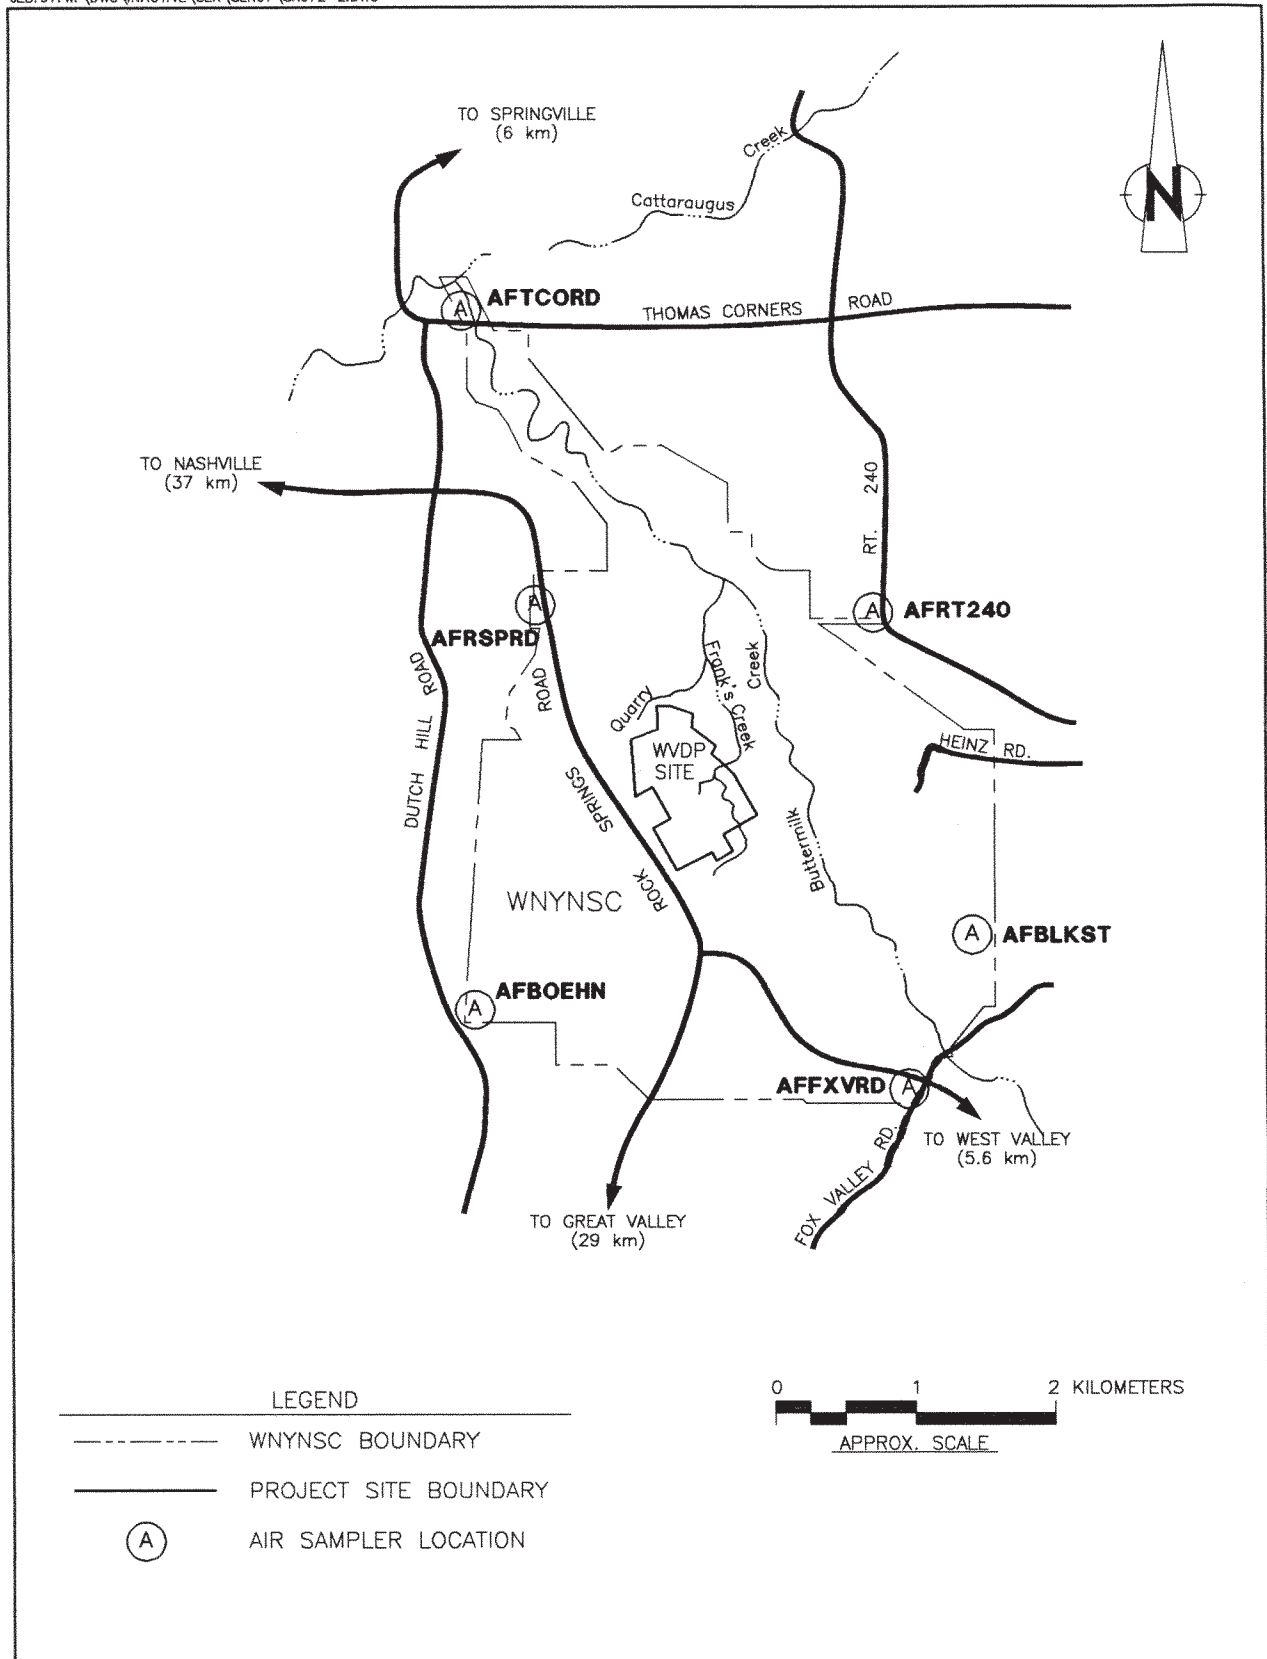 TO SPRINGVILLE
(6 km)
Creek
Cattaraugus
N
A
AFTCORD
THOMAS CORNERS ROAD
TO NASHVILLE
(37 km)
RT. 240
A
AFRSPRD
A
AFRT240
DUTCH HILL ROAD
ROCK SPRINGS ROAD
Quarry
Frank's Creek
Buttermilk Creek
WVDP
SITE
HEINZ RD.
WNYNSC
A
AFBLKST
A
AFBOEHN
AFFXVRD
A
TO WEST VALLEY
(5.6 km)
FOX VALLEY RD.
TO GREAT VALLEY
(29 km)
0 1 2 KILOMETERS
APPROX. SCALE
LEGEND
WNYNSC BOUNDARY
PROJECT SITE BOUNDARY
A AIR SAMPLER LOCATION